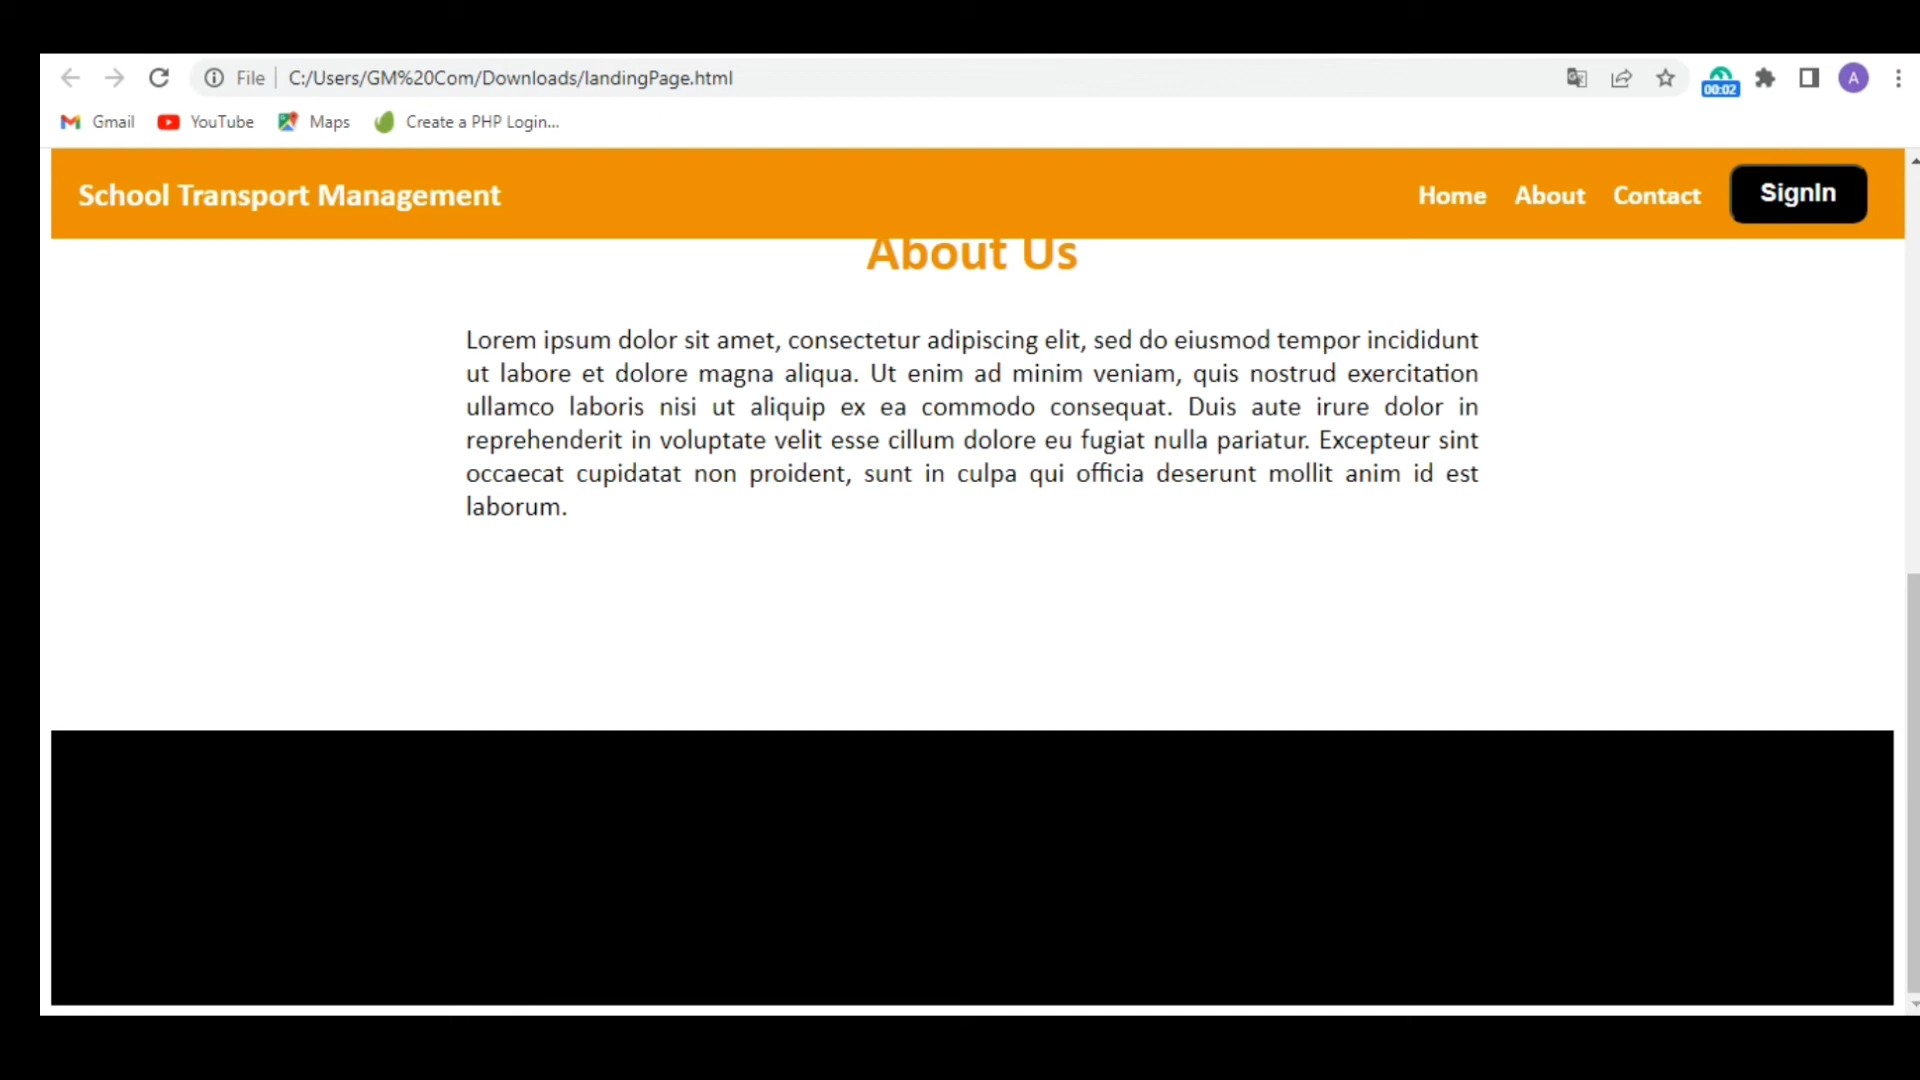 File C:/Users/GM%20Com/Downloads/landingPage.html
00:02
A
Gmail YouTube Maps Create a PHP Login...
School Transport Management Home About Contact SignIn
About Us
Lorem ipsum dolor sit amet, consectetur adipiscing elit, sed do eiusmod tempor incididunt
ut labore et dolore magna aliqua. Ut enim ad minim veniam, quis nostrud exercitation
ullamco laboris nisi ut aliquip ex ea commodo consequat. Duis aute irure dolor in
reprehenderit in voluptate velit esse cillum dolore eu fugiat nulla pariatur. Excepteur sint
occaecat cupidatat non proident, sunt in culpa qui officia deserunt mollit anim id est
laborum.